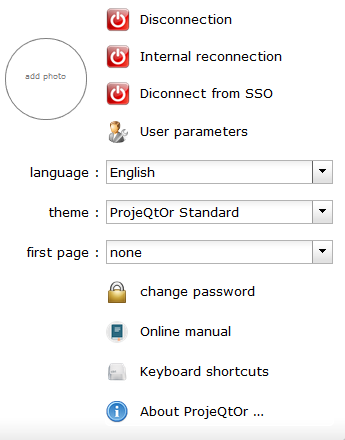 Disconnection
Internal reconnection
add photo
Diconnect from SSO
User parameters
language : English
theme : ProjeQtOr Standard
first page : none
change password
Online manual
Keyboard shortcuts
About ProjeQtOr ...